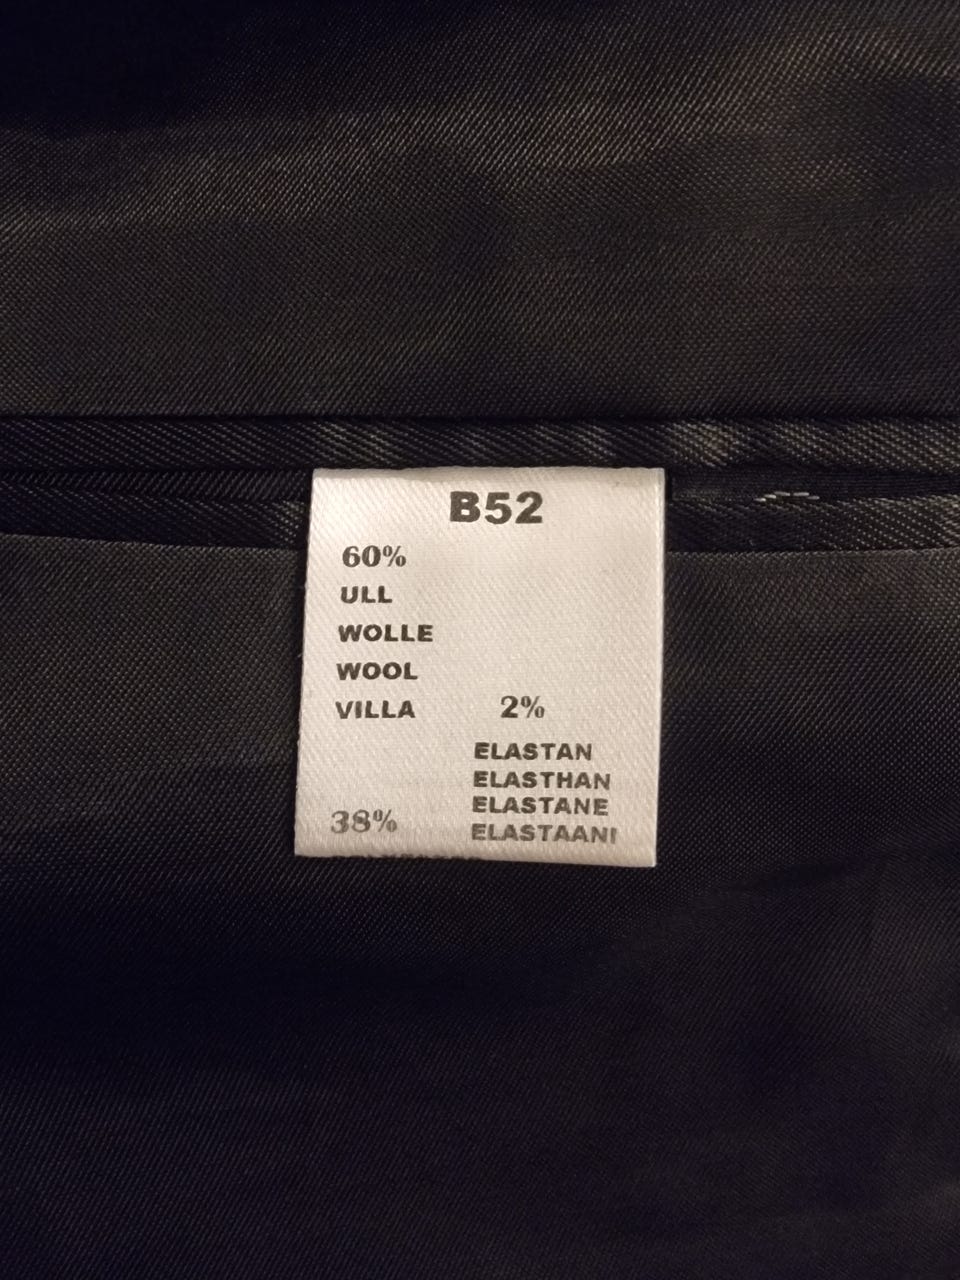 B52
60%
ULL
WOLLE
WOOL
VILLA
2%
ELASTAN
ELASTHAN
ELASTANE
ELASTAANI
38%